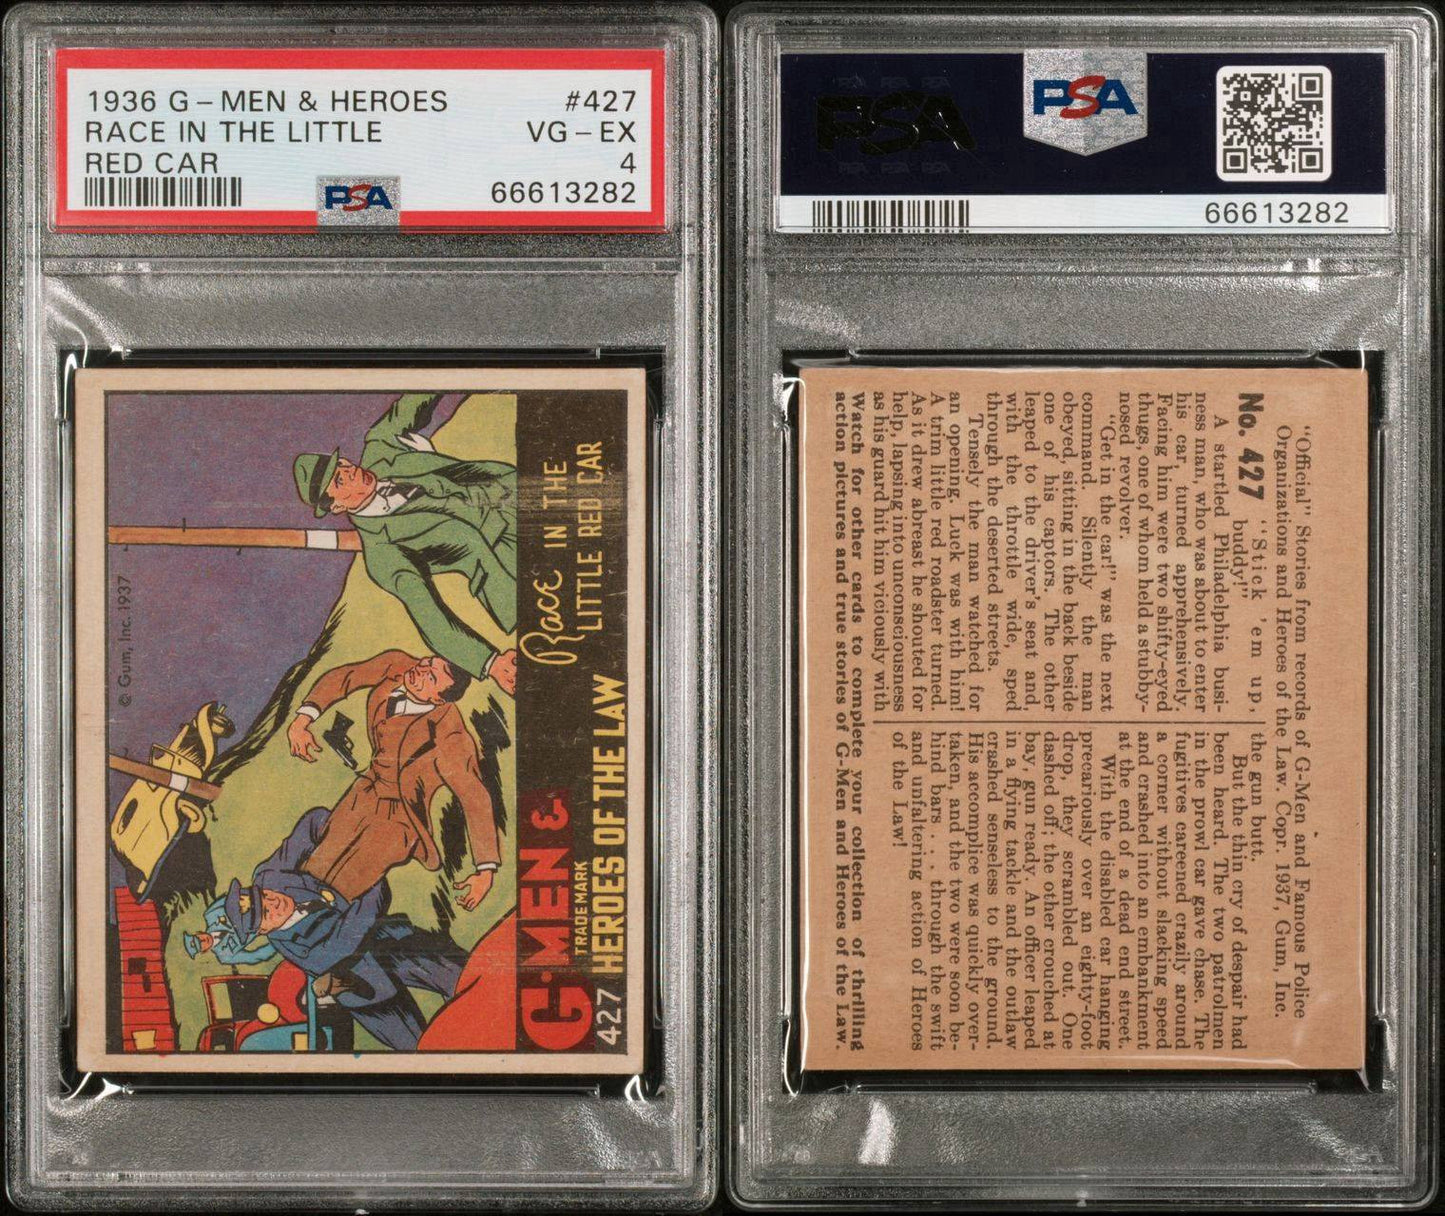 1936 G-MEN & HEROES #427
RACE IN THE LITTLE VG-EX
RED CAR 4
PSA 66613282
© Gum, Inc. 1937
Race IN THE
LITTLE RED CAR
G-MEN &
TRADE MARK
427 HEROES OF THE LAW
PSA
PSA
66613282
"Official" Stories from records of G-Men and Famous Police
Organizations and Heroes of the Law. Copr. 1937, Gum, Inc.
No. 427 "Stick 'em up,
buddy!"
A startled Philadelphia busi-
ness man, who was about to enter
his car, turned apprehensively.
Facing him were two shifty-eyed
thugs, one of whom held a stubby-
nosed revolver.
"Get in the car!" was the next
command. Silently the man
obeyed, sitting in the back beside
one of his captors. The other
leaped to the driver's seat and,
with the throttle wide, sped
through the deserted streets.
Tensely the man watched for
an opening. Luck was with him!
A trim little red roadster turned.
As it drew abreast he shouted for
help, lapsing into unconsciousness
as his guard hit him viciously with
the gun butt.
But the thin cry of despair had
been heard. The two patrolmen
in the prowl car gave chase. The
fugitives careened crazily around
a corner without slacking speed
and crashed into an embankment
at the end of a dead end street.
With the disabled car hanging
precariously over an eighty-foot
drop, they scrambled out. One
dashed off; the other crouched at
bay, gun ready. An officer leaped
in a flying tackle and the outlaw
crashed senseless to the ground.
His accomplice was quickly over-
taken, and the two were soon be-
hind bars . . . through the swift
and unfaltering action of Heroes
of the Law!
Watch for other cards to complete your collection of thrilling
action pictures and true stories of G-Men and Heroes of the Law.